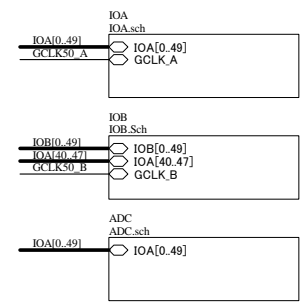 IOA
IOA.sch
IOA[0..49] IOA[0..49]
GCLK50_A GCLK_A
IOB
IOB.Sch
IOB[0..49] IOB[0..49]
IOA[40..47] IOA[40..47]
GCLK50_B GCLK_B
ADC
ADC.sch
IOA[0..49] IOA[0..49]